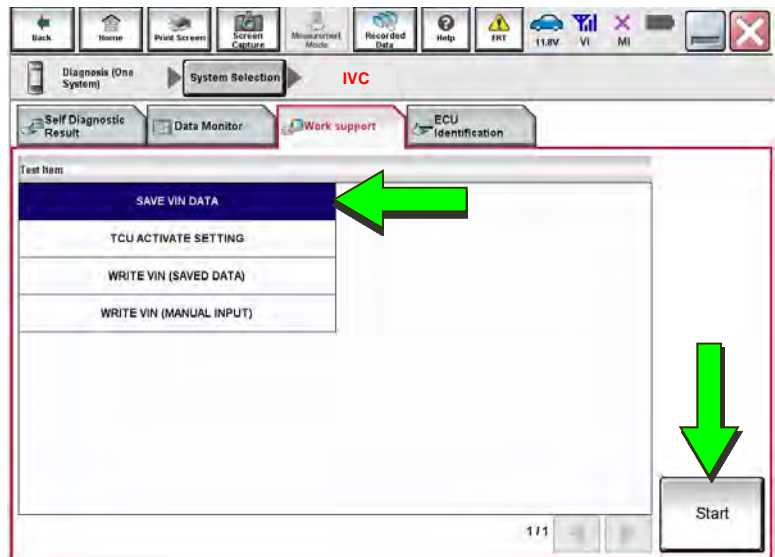 Back Home Print Screen Screen Capture Measurement Mode Recorded Data Help ERT 11.8V VI MI
Diagnosis (One System) System Selection IVC
Self Diagnostic Result Data Monitor Work support ECU Identification
Test Item
SAVE VIN DATA
TCU ACTIVATE SETTING
WRITE VIN (SAVED DATA)
WRITE VIN (MANUAL INPUT)
Start
1/1